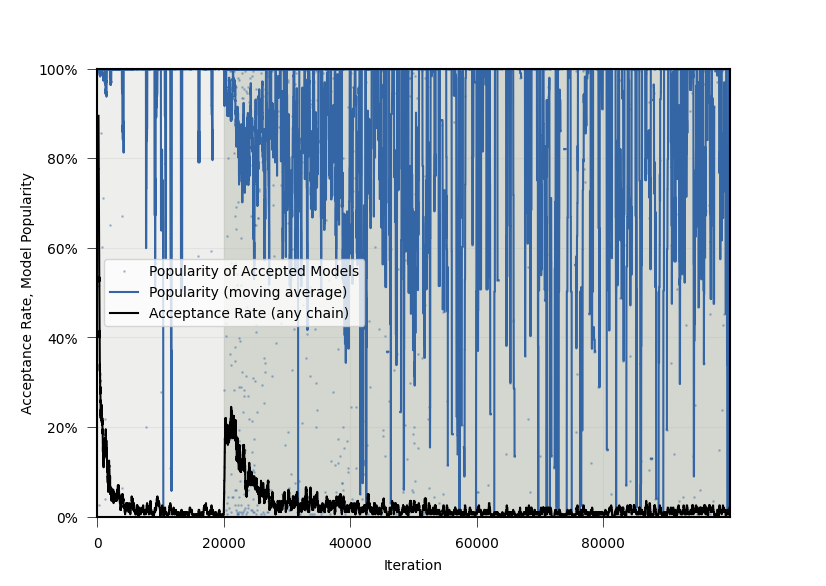 100%
80%
60%
40%
20%
0%
Acceptance Rate, Model Popularity
Popularity of Accepted Models
Popularity (moving average)
Acceptance Rate (any chain)
0
20000
40000
60000
80000
Iteration